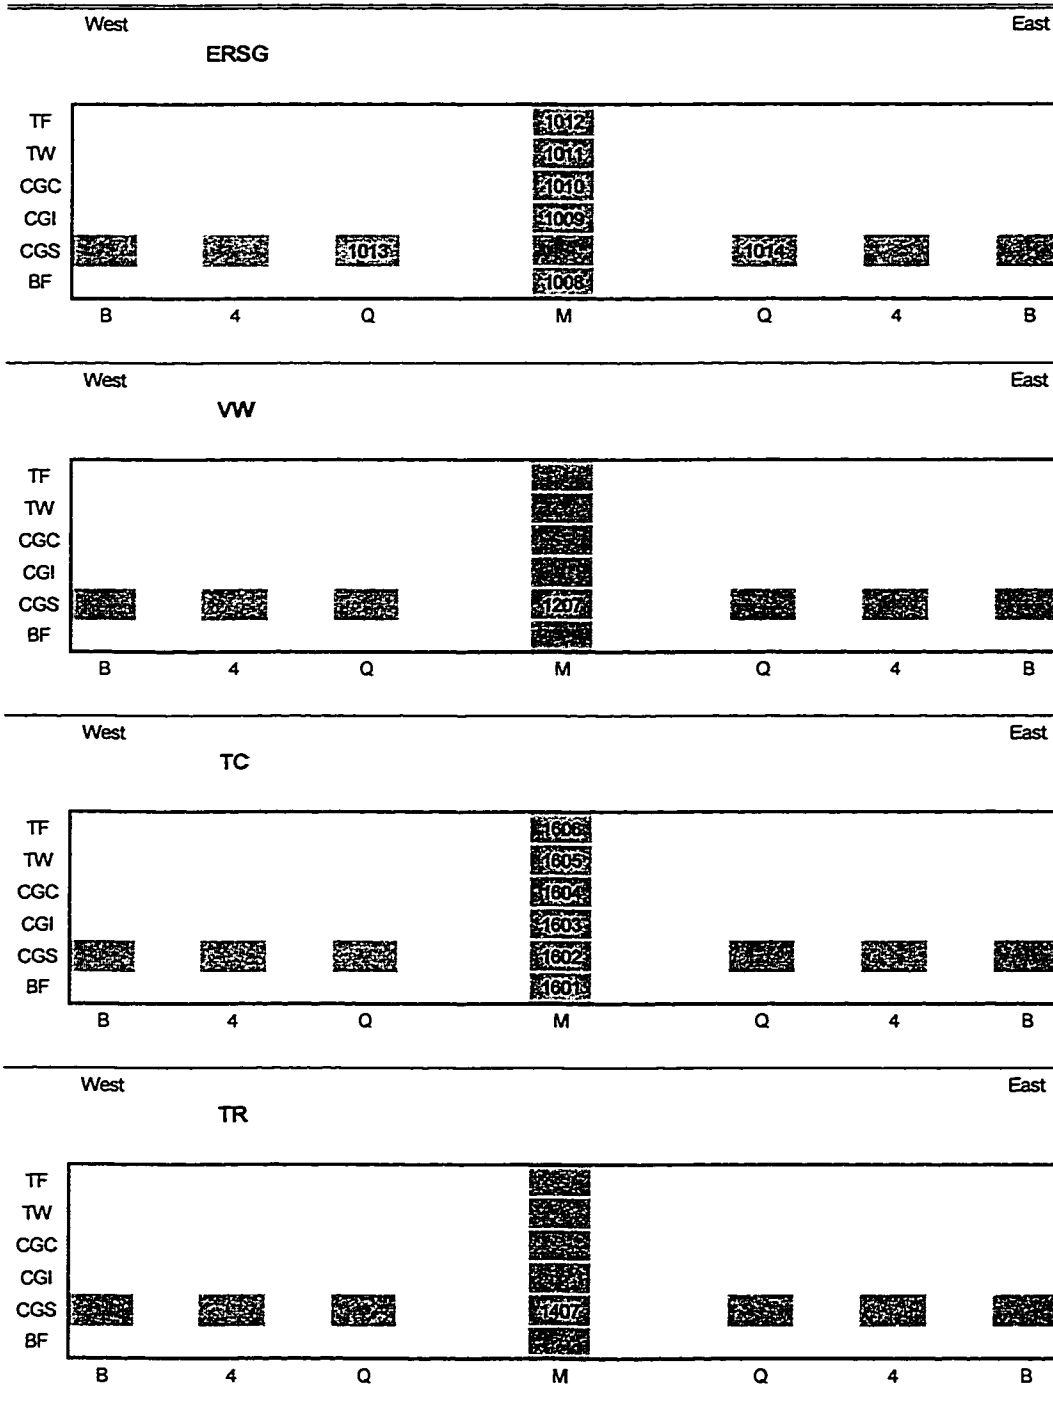 West East
ERSG
TF 1012
TW 1011
CGC 1010
CGI 1009
CGS 1013 1014
BF 1008
B 4 Q M Q 4 B
West East
VW
TF
TW
CGC
CGI
CGS 1207
BF
B 4 Q M Q 4 B
West East
TC
TF 1606
TW 1605
CGC 1604
CGI 1603
CGS 1602
BF 1601
B 4 Q M Q 4 B
West East
TR
TF
TW
CGC
CGI
CGS 1407
BF
B 4 Q M Q 4 B